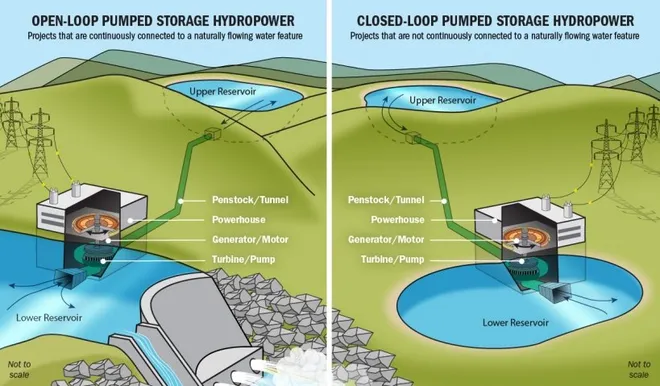 OPEN-LOOP PUMPED STORAGE HYDROPOWER
Projects that are continuously connected to a naturally flowing water feature
Upper Reservoir
Penstock/Tunnel
Powerhouse
Generator/Motor
Turbine/Pump
Lower Reservoir
Not to
scale
CLOSED-LOOP PUMPED STORAGE HYDROPOWER
Projects that are not continuously connected to a naturally flowing water feature
Upper Reservoir
Penstock/Tunnel
Powerhouse
Generator/Motor
Turbine/Pump
Lower Reservoir
Not to
scale